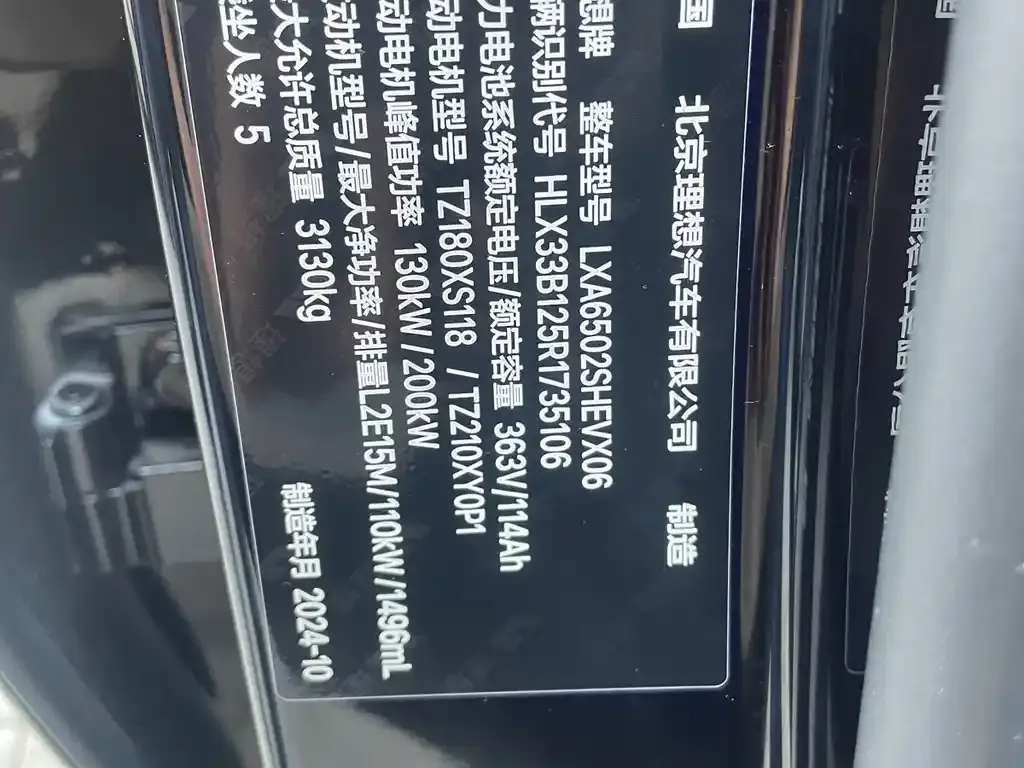 国 北京理想汽车有限公司 制造
想牌 整车型号 LXA6502SHEVX06
辆识别代号 HLX33B125R1735106
力电池系统额定电压/额定容量 363V/114Ah
动电机型号 TZ180XS118 /TZ210XY0P1
动电机峰值功率 130kW/200kW
动机型号/最大净功率/排量L2E15M/110kW/1496mL
大允许总质量 3130kg 制造年月 2024-10
坐人数 5